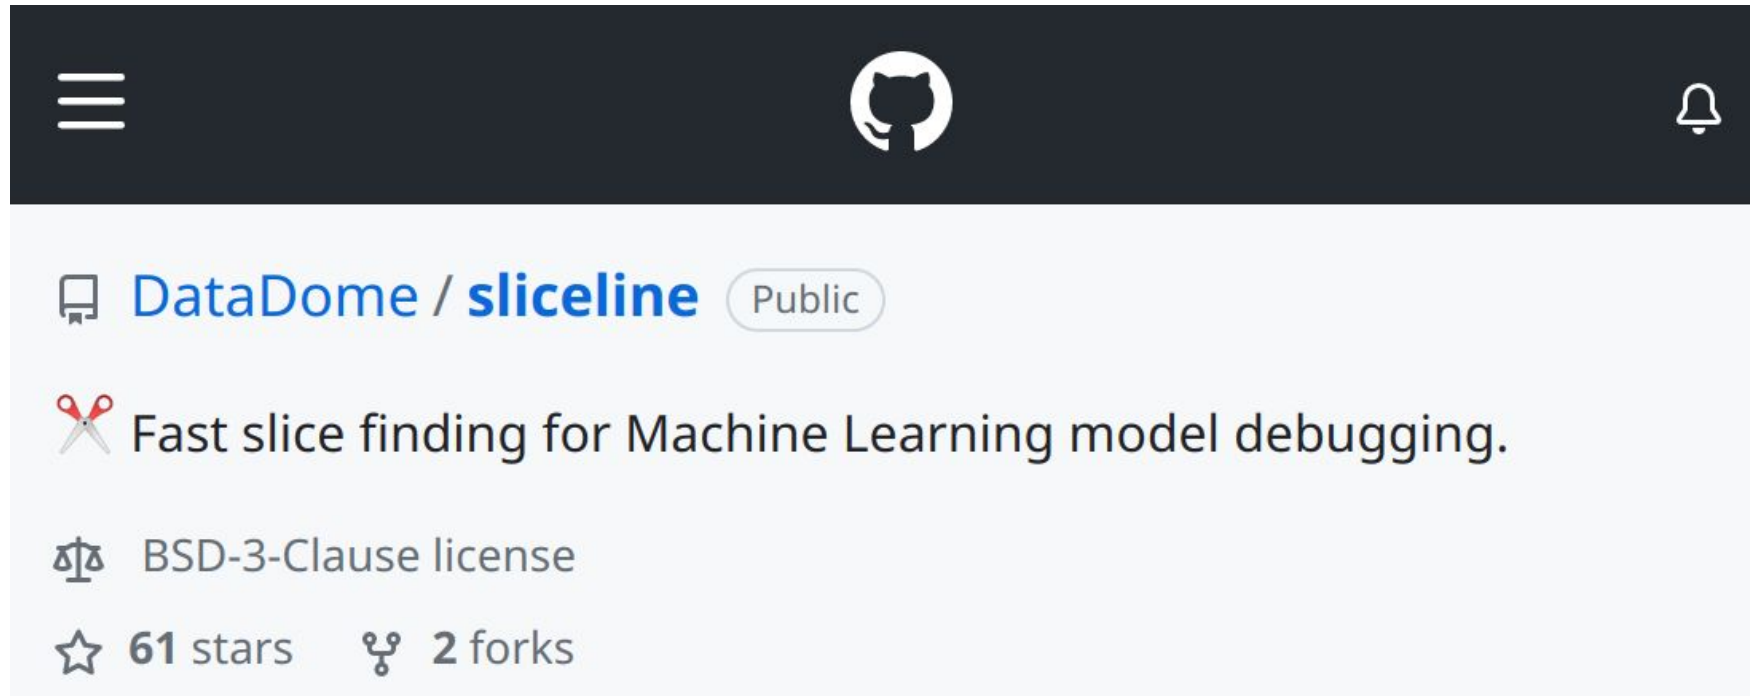 DataDome / sliceline Public
Fast slice finding for Machine Learning model debugging.
BSD-3-Clause license
61 stars 2 forks